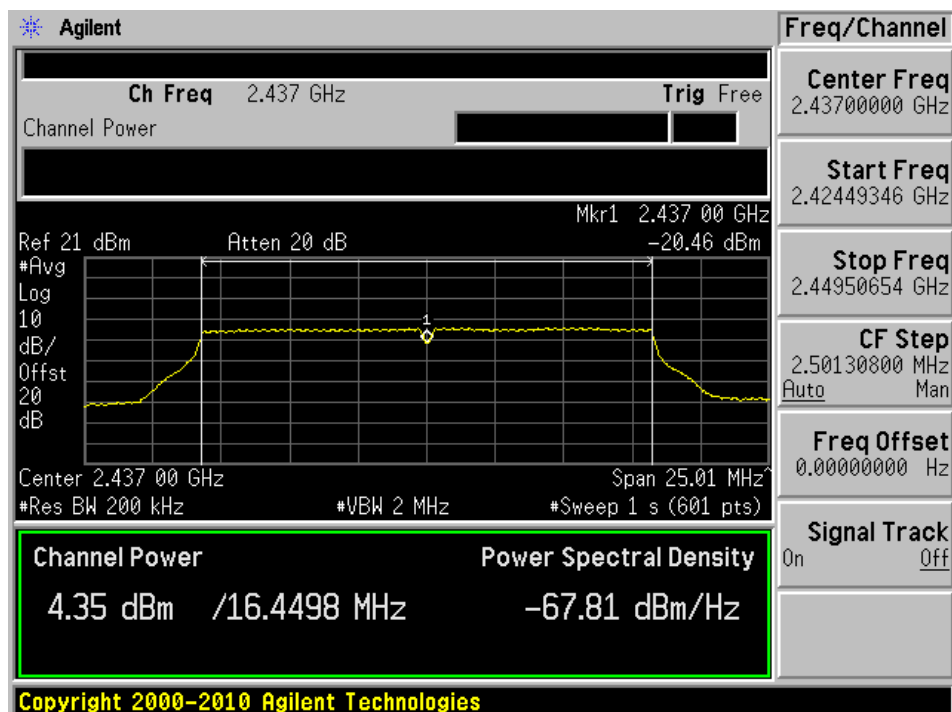 Agilent
Freq/Channel
Ch Freq 2.437 GHz Trig Free
Channel Power
Mkr1 2.437 00 GHz
Ref 21 dBm Atten 20 dB -20.46 dBm
#Avg
Log
10
dB/
Offst
20
dB
1
Center 2.437 00 GHz Span 25.01 MHz^
#Res BW 200 kHz #VBW 2 MHz #Sweep 1 s (601 pts)
Channel Power Power Spectral Density
4.35 dBm /16.4498 MHz -67.81 dBm/Hz
Copyright 2000-2010 Agilent Technologies
Center Freq
2.43700000 GHz
Start Freq
2.42449346 GHz
Stop Freq
2.44950654 GHz
CF Step
2.50130800 MHz
Auto Man
Freq Offset
0.00000000 Hz
Signal Track
On Off